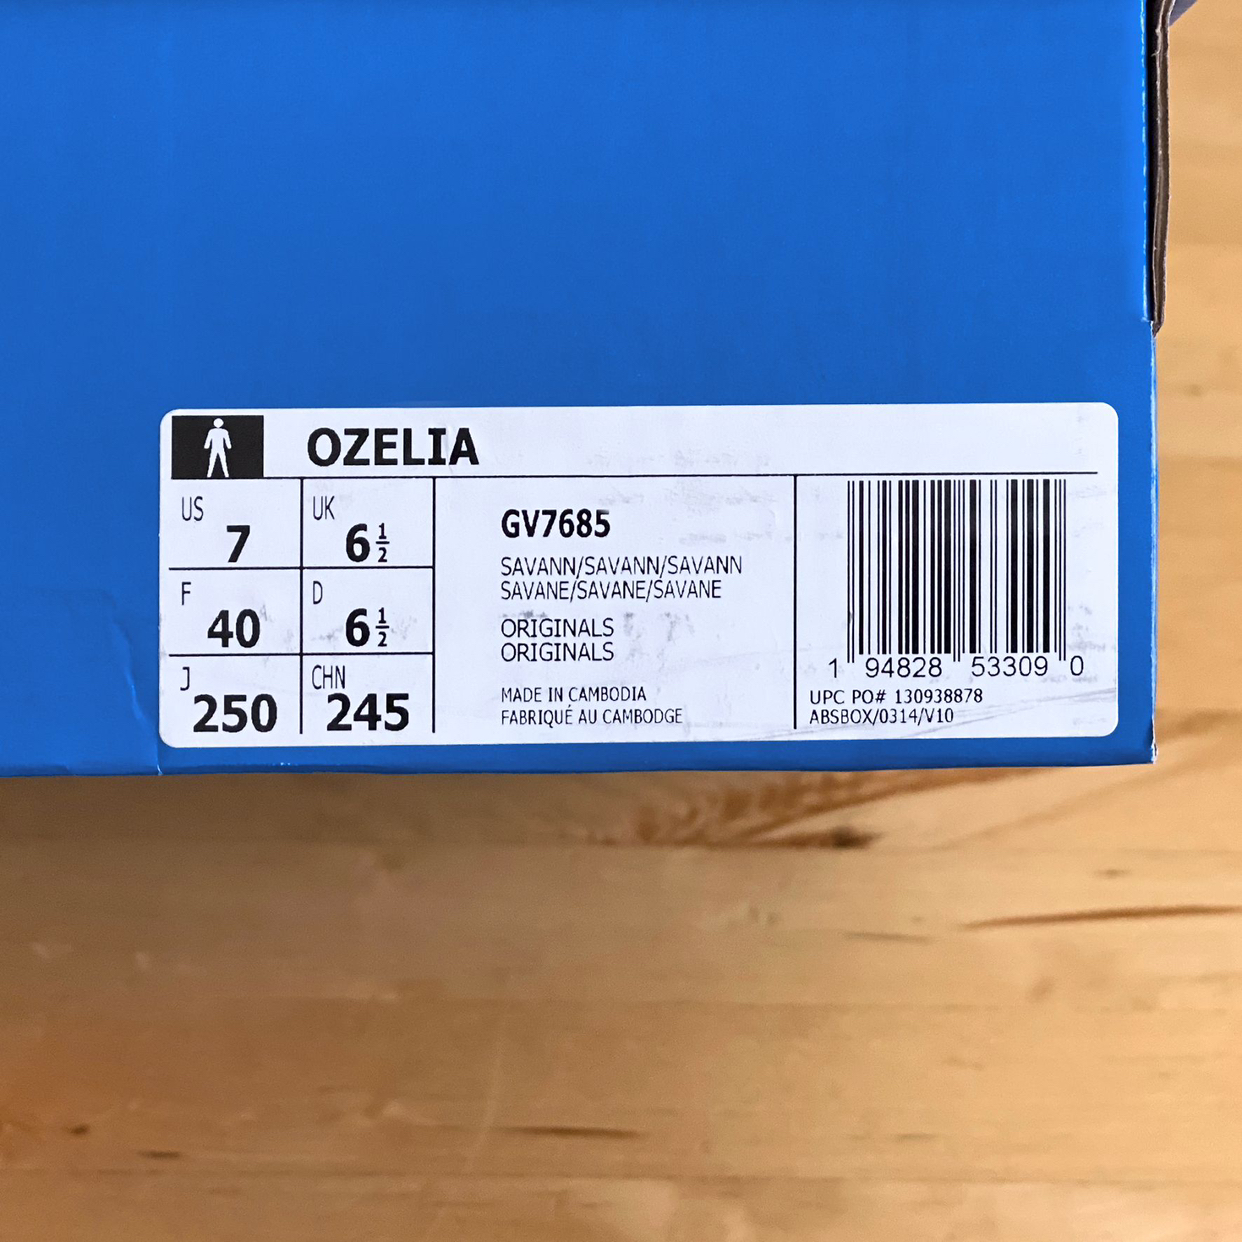 OZELIA
US 7 UK 6 1/2
F 40 D 6 1/2
J 250 CHN 245
GV7685
SAVANN/SAVANN/SAVANN
SAVANE/SAVANE/SAVANE
ORIGINALS
ORIGINALS
MADE IN CAMBODIA
FABRIQUÉ AU CAMBODGE
1 94828 53309 0
UPC PO# 130938878
ABSBOX/0314/V10